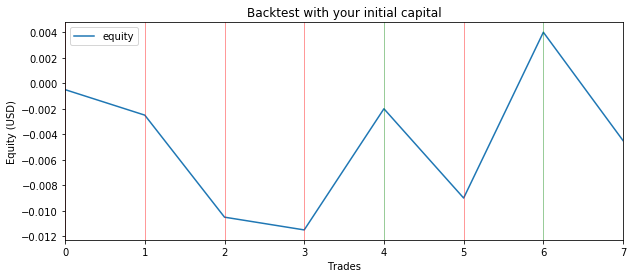 Backtest with your initial capital
equity
0.004
0.002
0.000
−0.002
−0.004
−0.006
−0.008
−0.010
−0.012
Equity (USD)
0 1 2 3 4 5 6 7
Trades